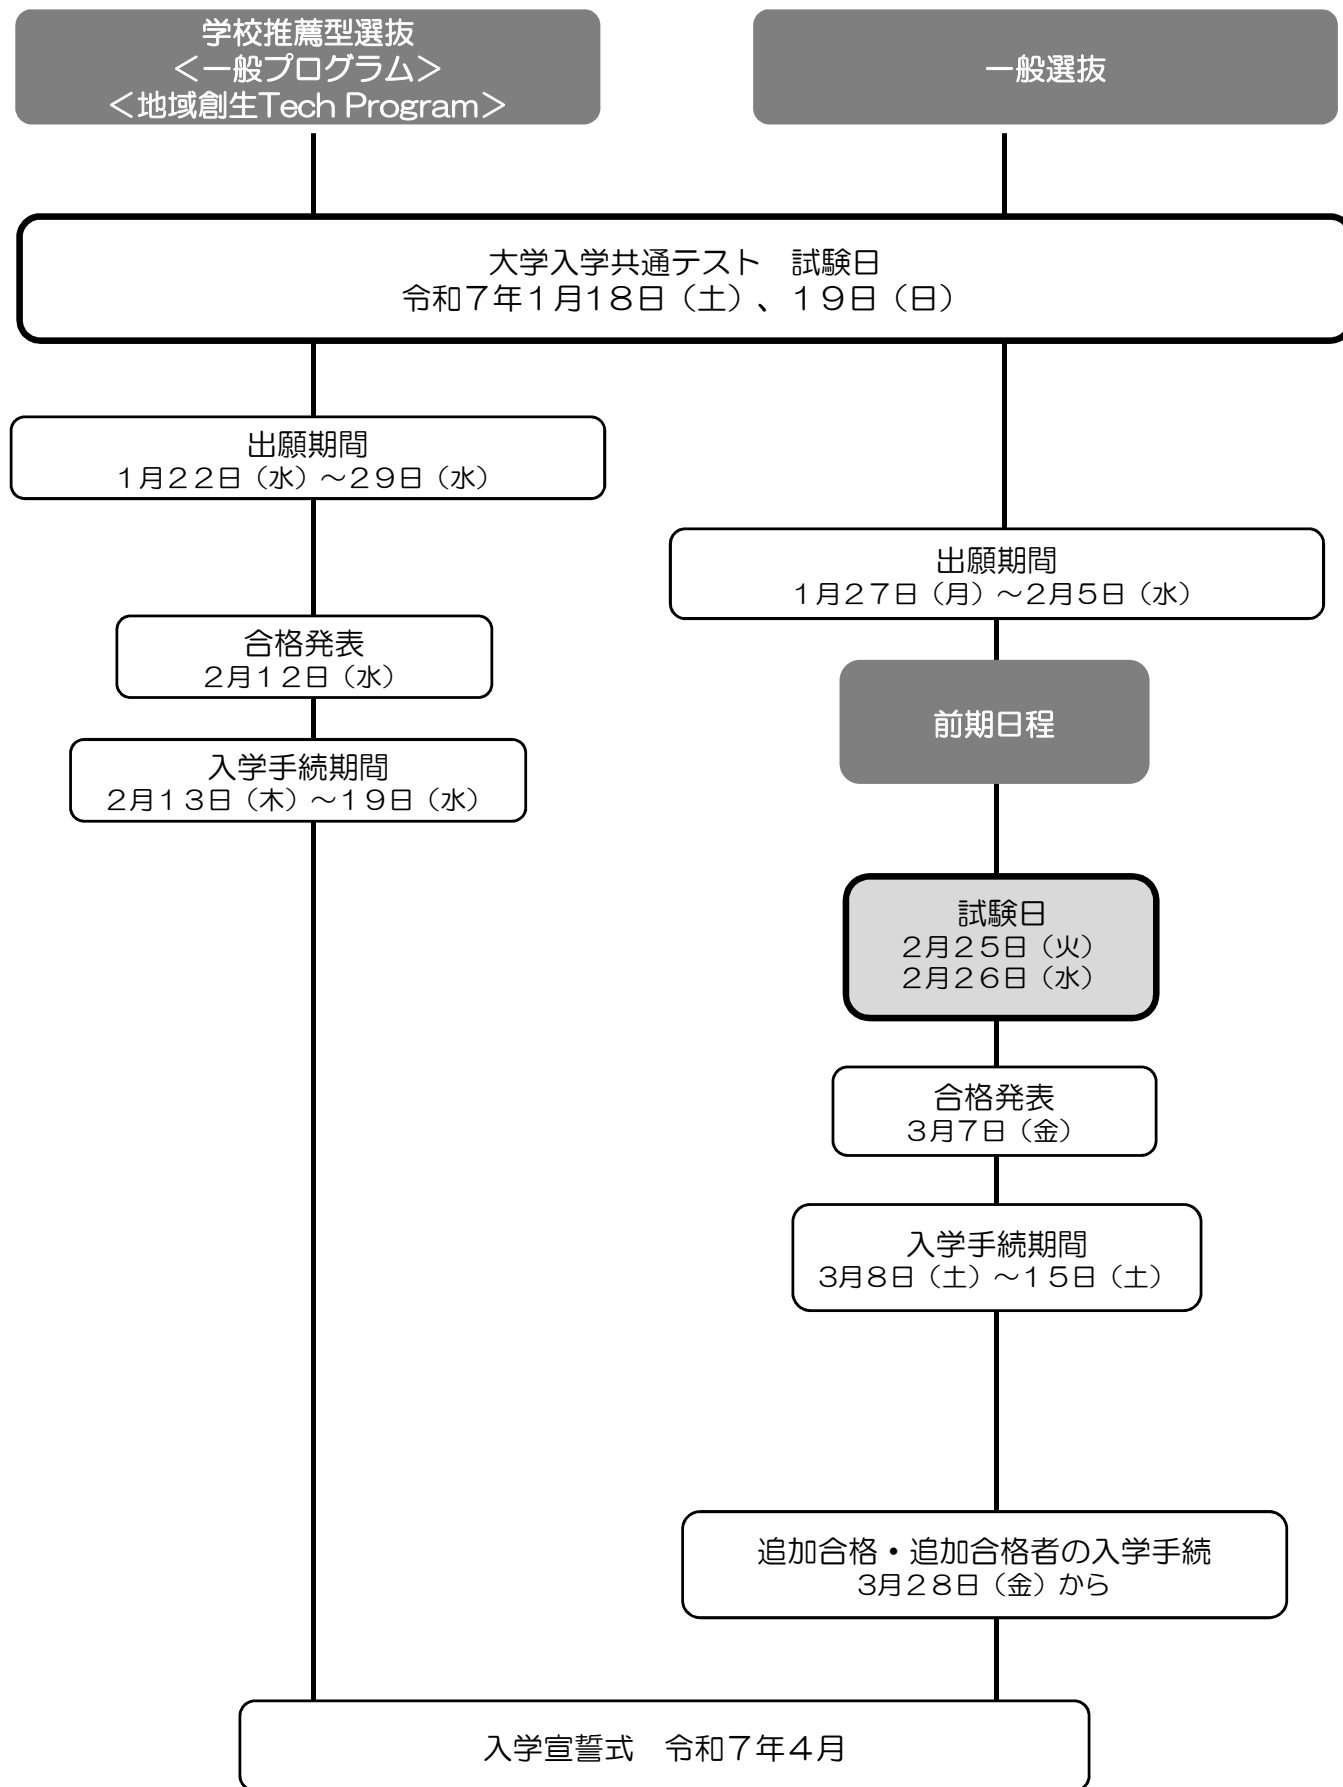 学校推薦型選抜
＜一般プログラム＞
＜地域創生Tech Program＞
一般選抜
大学入学共通テスト　試験日
令和７年１月18日（土）、１９日（日）
出願期間
１月２２日（水）～２９日（水）
出願期間
１月２７日（月）～２月５日（水）
合格発表
２月１２日（水）
前期日程
入学手続期間
２月１３日（木）～１９日（水）
試験日
２月２５日（火）
２月２６日（水）
合格発表
３月７日（金）
入学手続期間
3月８日（土）～１５日（土）
追加合格・追加合格者の入学手続
3月２８日（金）から
入学宣誓式　令和７年４月